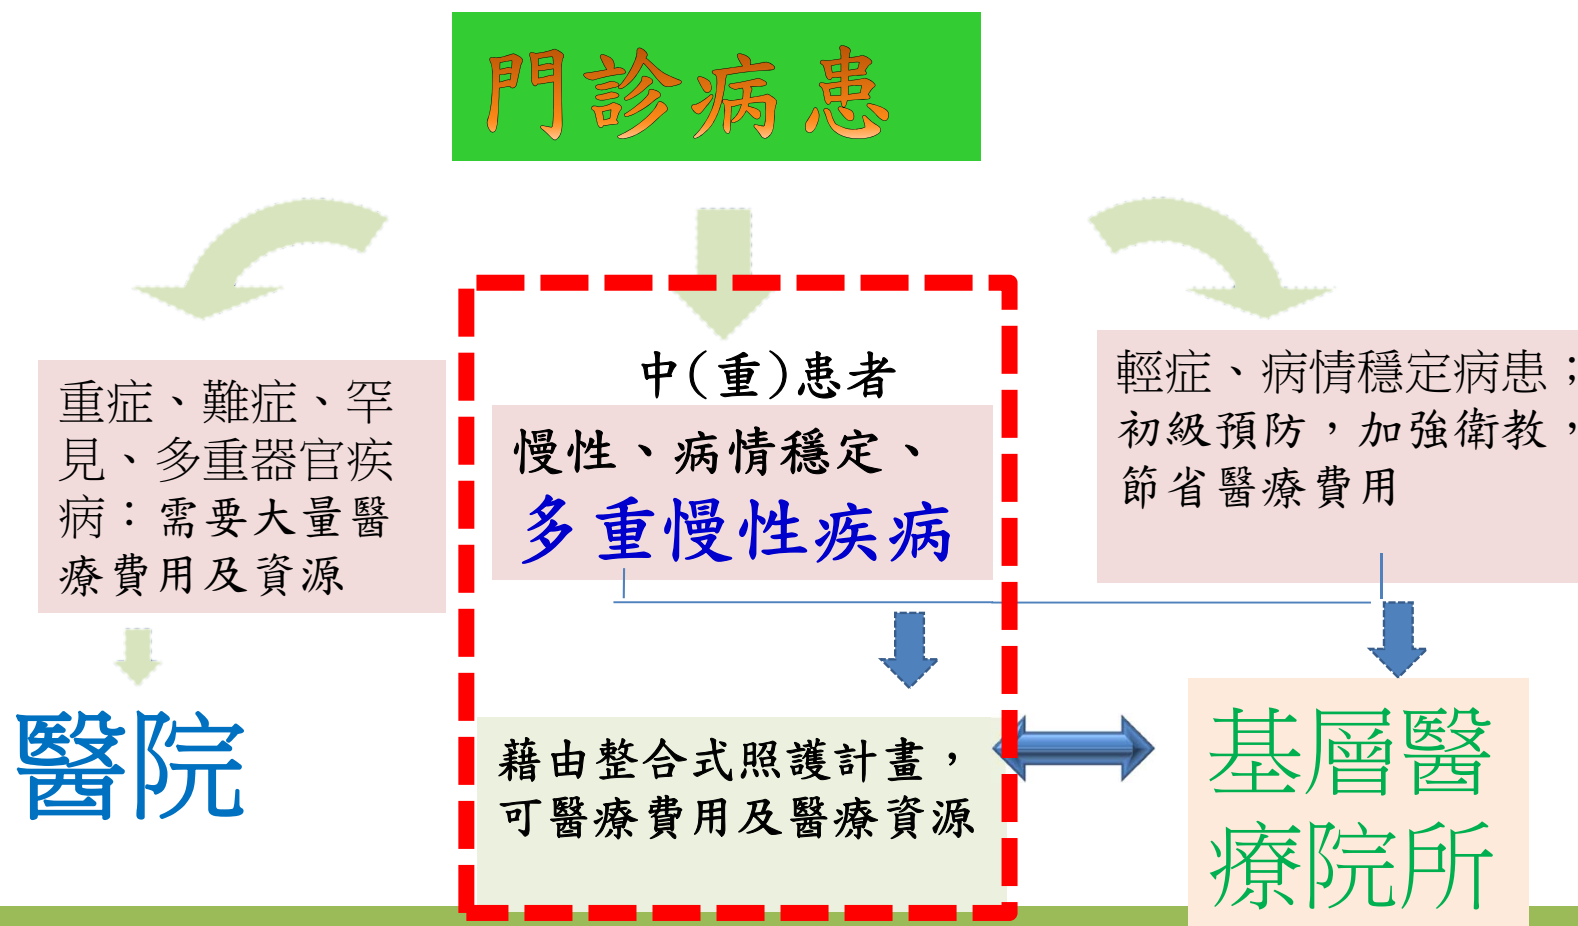 門診病患
重症、難症、罕
見、多重器官疾
病：需要大量醫
療費用及資源
醫院
中(重)患者
慢性、病情穩定、
多重慢性疾病
藉由整合式照護計畫，
可醫療費用及醫療資源
輕症、病情穩定病患；
初級預防，加強衛教，
節省醫療費用
基層醫
療院所